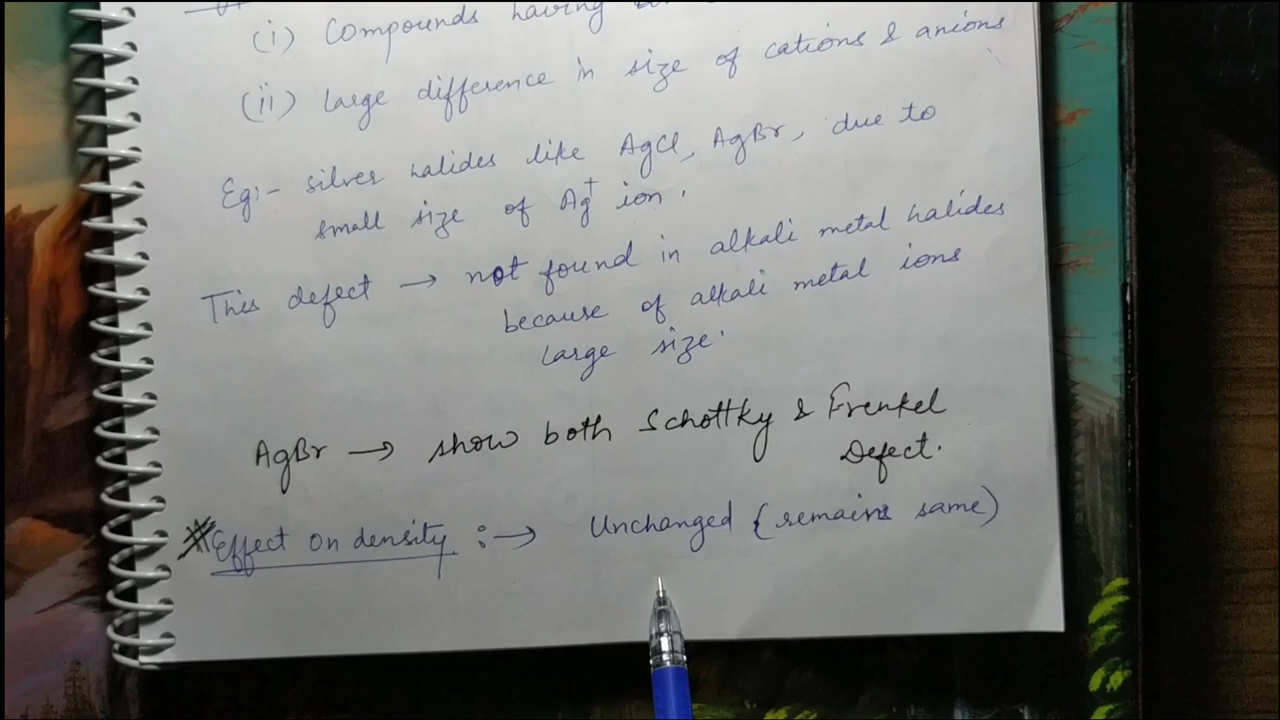 (i) Compounds having
(ii) Large difference in size of cations & anions
Eg:- silver halides like AgCl, AgBr, due to
small size of Ag+ ion.
This defect → not found in alkali metal halides
because of alkali metal ions
large size.
AgBr → show both Schottky & Frenkel
Defect.
# Effect on density :→ Unchanged {remains same)